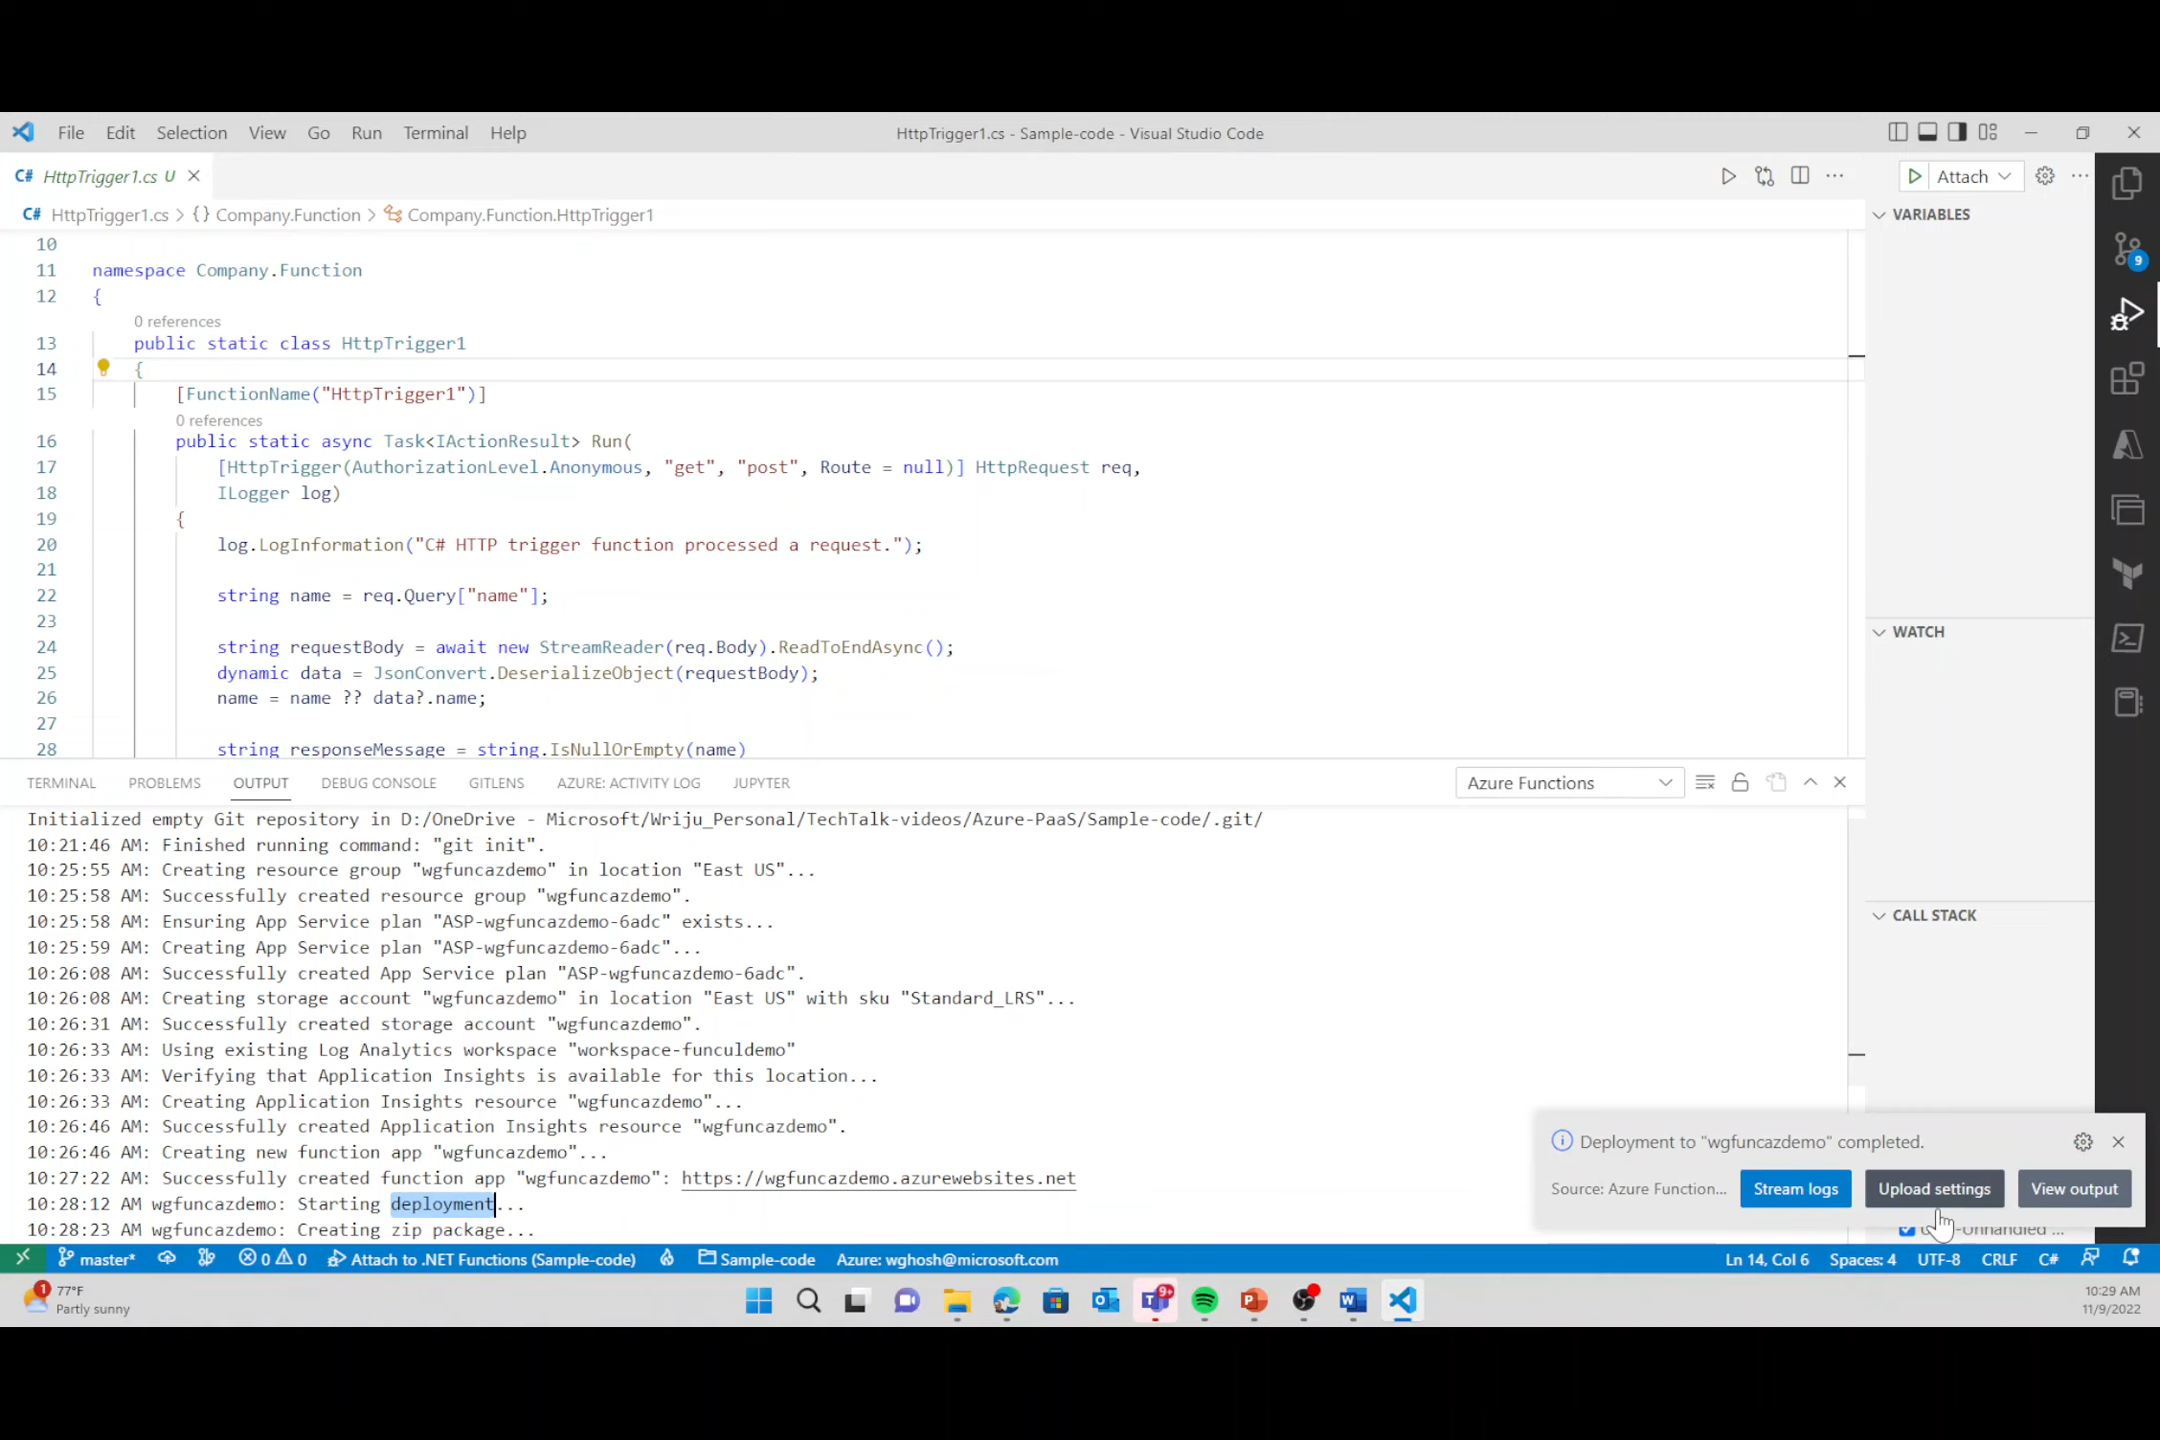 File Edit Selection View Go Run Terminal Help
HttpTrigger1.cs - Sample-code - Visual Studio Code
C# HttpTrigger1.cs U
Attach
C# HttpTrigger1.cs > {} Company.Function > Company.Function.HttpTrigger1
VARIABLES
10
11 namespace Company.Function
12 {
0 references
13 public static class HttpTrigger1
14 {
15 [FunctionName("HttpTrigger1")]
0 references
16 public static async Task<IActionResult> Run(
17 [HttpTrigger(AuthorizationLevel.Anonymous, "get", "post", Route = null)] HttpRequest req,
18 ILogger log)
19 {
20 log.LogInformation("C# HTTP trigger function processed a request.");
21
22 string name = req.Query["name"];
23
24 string requestBody = await new StreamReader(req.Body).ReadToEndAsync();
25 dynamic data = JsonConvert.DeserializeObject(requestBody);
26 name = name ?? data?.name;
27
28 string responseMessage = string.IsNullOrEmpty(name)
9
WATCH
CALL STACK
TERMINAL PROBLEMS OUTPUT DEBUG CONSOLE GITLENS AZURE: ACTIVITY LOG JUPYTER
Azure Functions
Initialized empty Git repository in D:/OneDrive - Microsoft/Wriju_Personal/TechTalk-videos/Azure-PaaS/Sample-code/.git/
10:21:46 AM: Finished running command: "git init".
10:25:55 AM: Creating resource group "wgfuncazdemo" in location "East US"...
10:25:58 AM: Successfully created resource group "wgfuncazdemo".
10:25:58 AM: Ensuring App Service plan "ASP-wgfuncazdemo-6adc" exists...
10:25:59 AM: Creating App Service plan "ASP-wgfuncazdemo-6adc"...
10:26:08 AM: Successfully created App Service plan "ASP-wgfuncazdemo-6adc".
10:26:08 AM: Creating storage account "wgfuncazdemo" in location "East US" with sku "Standard_LRS"...
10:26:31 AM: Successfully created storage account "wgfuncazdemo".
10:26:33 AM: Using existing Log Analytics workspace "workspace-funculdemo"
10:26:33 AM: Verifying that Application Insights is available for this location...
10:26:33 AM: Creating Application Insights resource "wgfuncazdemo"...
10:26:46 AM: Successfully created Application Insights resource "wgfuncazdemo".
10:26:46 AM: Creating new function app "wgfuncazdemo"...
10:27:22 AM: Successfully created function app "wgfuncazdemo": https://wgfuncazdemo.azurewebsites.net
10:28:12 AM wgfuncazdemo: Starting deployment...
10:28:23 AM wgfuncazdemo: Creating zip package...
Deployment to "wgfuncazdemo" completed.
Source: Azure Function...
Stream logs
Upload settings
View output
-Unhandled ...
master* 0 0 Attach to .NET Functions (Sample-code) Sample-code Azure: wghosh@microsoft.com
Ln 14, Col 6 Spaces: 4 UTF-8 CRLF C#
1
77°F
Partly sunny
9+
10:29 AM
11/9/2022